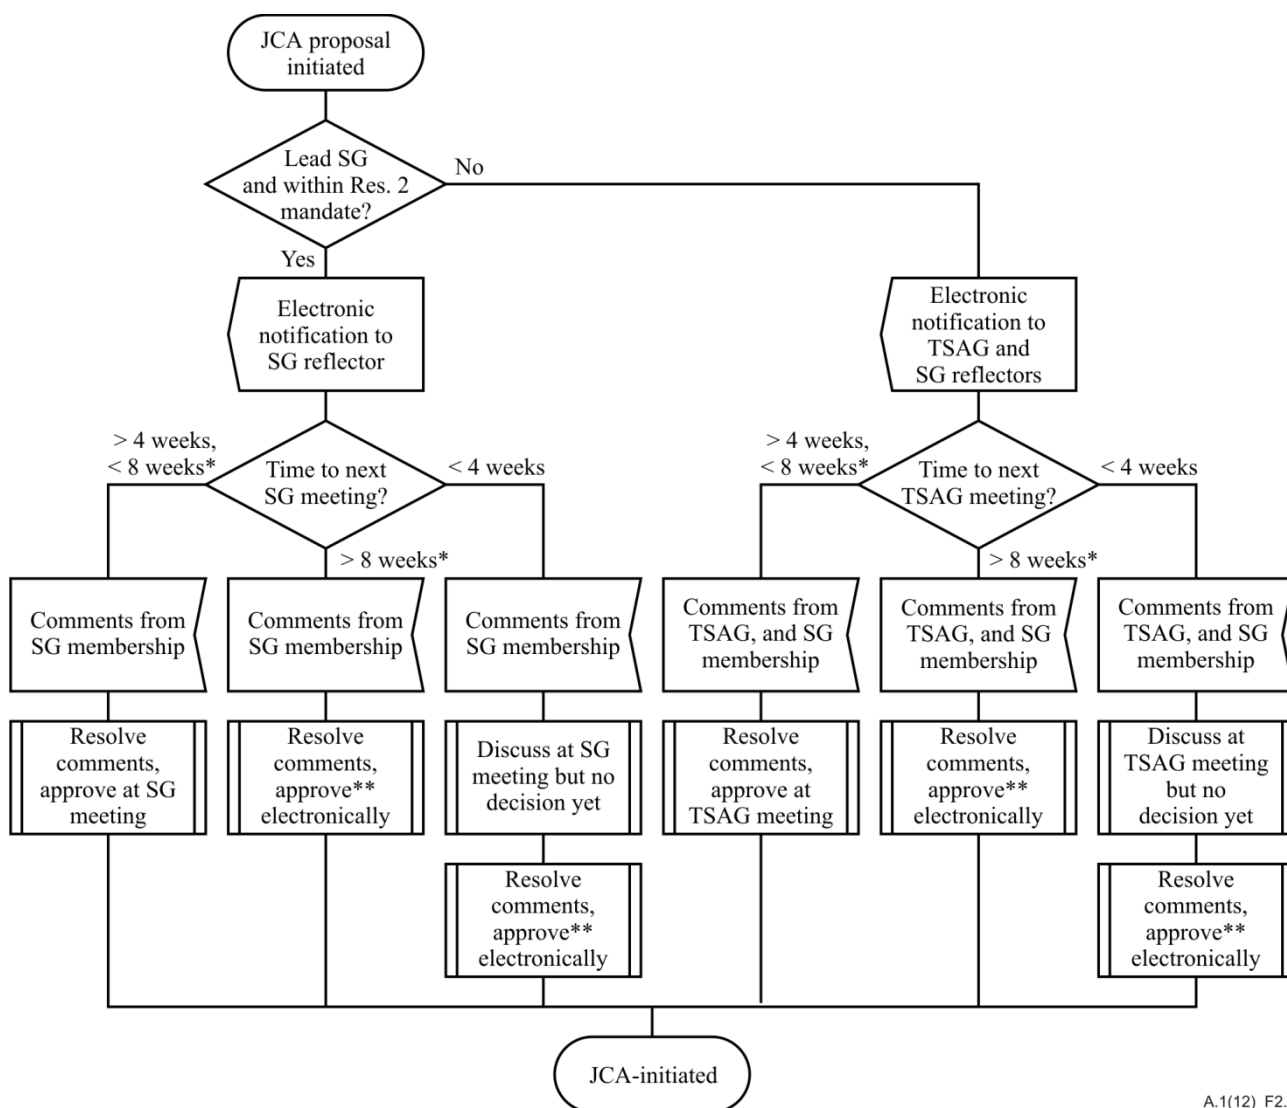 JCA proposal
initiated
Lead SG
and within Res. 2
mandate?
No
Yes
Electronic
notification to
SG reflector
Electronic
notification to
TSAG and
SG reflectors
> 4 weeks,
< 8 weeks*
Time to next
SG meeting?
< 4 weeks
> 8 weeks*
> 4 weeks,
< 8 weeks*
Time to next
TSAG meeting?
< 4 weeks
> 8 weeks*
Comments from
SG membership
Comments from
SG membership
Comments from
SG membership
Comments from
TSAG, and SG
membership
Comments from
TSAG, and SG
membership
Comments from
TSAG, and SG
membership
Resolve
comments,
approve at SG
meeting
Resolve
comments,
approve**
electronically
Discuss at SG
meeting but no
decision yet
Resolve
comments,
approve at
TSAG meeting
Resolve
comments,
approve**
electronically
Discuss at
TSAG meeting
but no
decision yet
Resolve
comments,
approve**
electronically
Resolve
comments,
approve**
electronically
JCA-initiated
A.1(12)_F2.